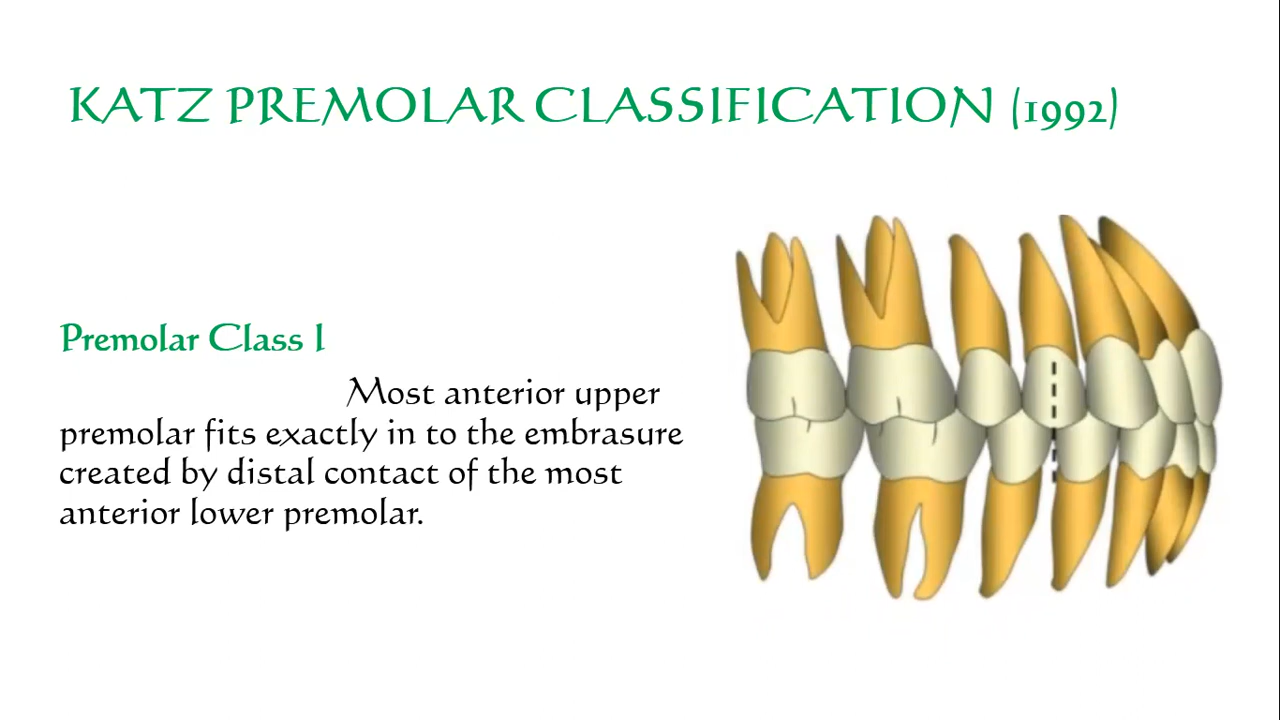 KATZ PREMOLAR CLASSIFICATION (1992)
Premolar Class I
Most anterior upper
premolar fits exactly in to the embrasure
created by distal contact of the most
anterior lower premolar.